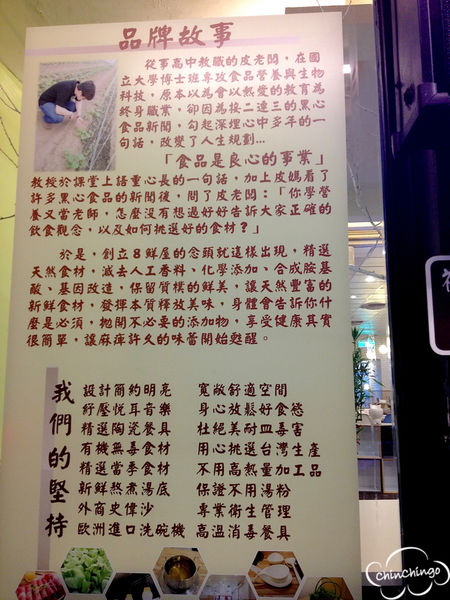 品牌故事
從事高中教職的皮老闆，在國
立大學博士班專攻食品營養與生物
科技，原本以為會以熱愛的教育為
終身職業，卻因為接二連三的黑心
食品新聞，勾起深埋心中多年的一
句話，改變了人生規劃...
「食品是良心的事業」
教授於課堂上語重心長的一句話，加上皮媽看了
許多黑心食品的新聞後，問了皮老闆：「你學營
養又當老師，怎麼沒有想過好好告訴大家正確的
飲食觀念，以及如何挑選好的食材？」
於是，創立８鮮屋的念頭就這樣出現，精選
天然食材，減去人工香料、化學添加、合成胺基
酸、基因改造，保留質樸的鮮美，讓天然豐富的
新鮮食材，發揮本質釋放美味，身體會告訴你什
麼是必須，拋開不必要的添加物，享受健康其實
很簡單，讓麻痺許久的味蕾開始甦醒。
我們的堅持
設計簡約明亮 寬敞舒適空間
紓壓悅耳音樂 身心放鬆好食慾
精選陶瓷餐具 杜絕美耐皿毒害
有機無毒食材 用心挑選台灣生產
精選當季食材 不用高熱量加工品
新鮮熬煮湯底 保證不用湯粉
外商史偉沙 專業衛生管理
歐洲進口洗碗機 高溫消毒餐具
chinchingo